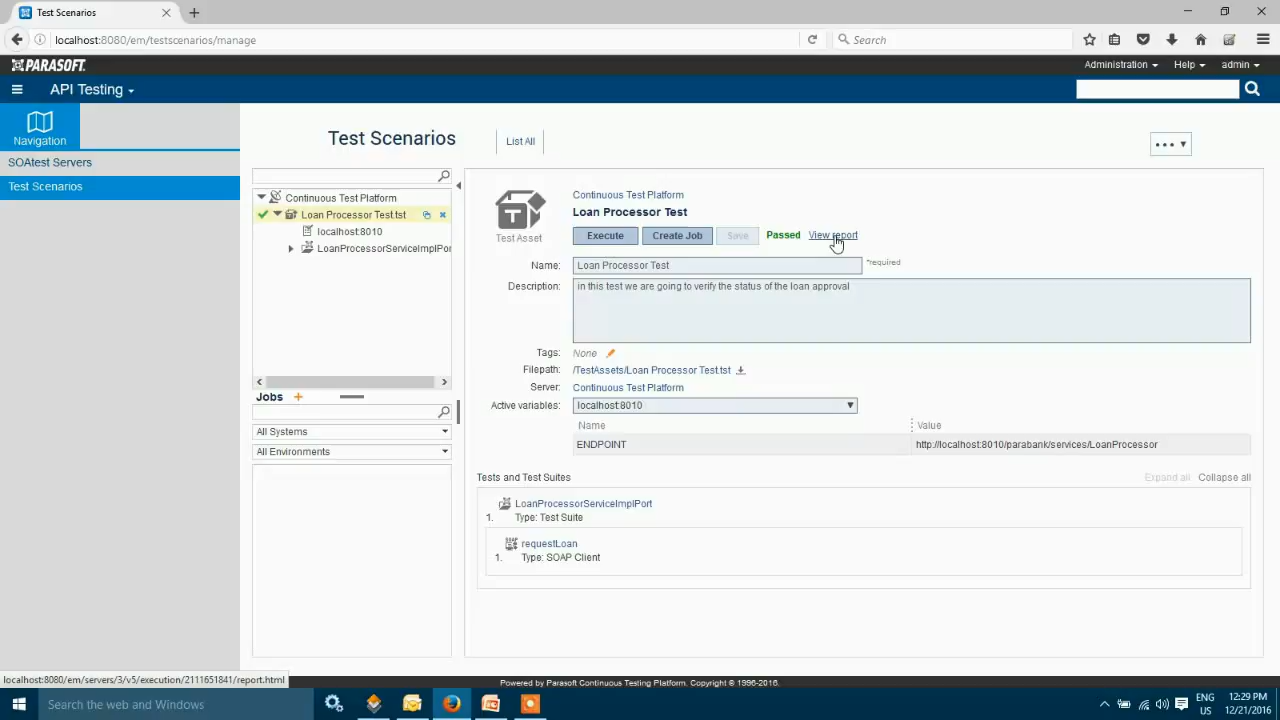 Test Scenarios
localhost:8080/em/testscenarios/manage
Search
PARASOFT.
Administration Help admin
API Testing
Navigation
SOAtest Servers
Test Scenarios
Test Scenarios
List All
Continuous Test Platform
Loan Processor Test.tst
localhost:8010
LoanProcessorServiceImplPor
Jobs
All Systems
All Environments
T
Test Asset
Continuous Test Platform
Loan Processor Test
Execute Create Job Save Passed View report
Name: Loan Processor Test *required
Description: in this test we are going to verify the status of the loan approval
Tags: None
Filepath: /TestAssets/Loan Processor Test.tst
Server: Continuous Test Platform
Active variables: localhost:8010
Name Value
ENDPOINT http://localhost:8010/parabank/services/LoanProcessor
Tests and Test Suites Expand all Collapse all
LoanProcessorServiceImplPort
1. Type: Test Suite
requestLoan
1. Type: SOAP Client
localhost:8080/em/servers/3/v5/execution/2111651841/report.html
Powered by Parasoft Continuous Testing Platform. Copyright © 1996-2016.
Search the web and Windows
ENG 12:29 PM
US 12/21/2016